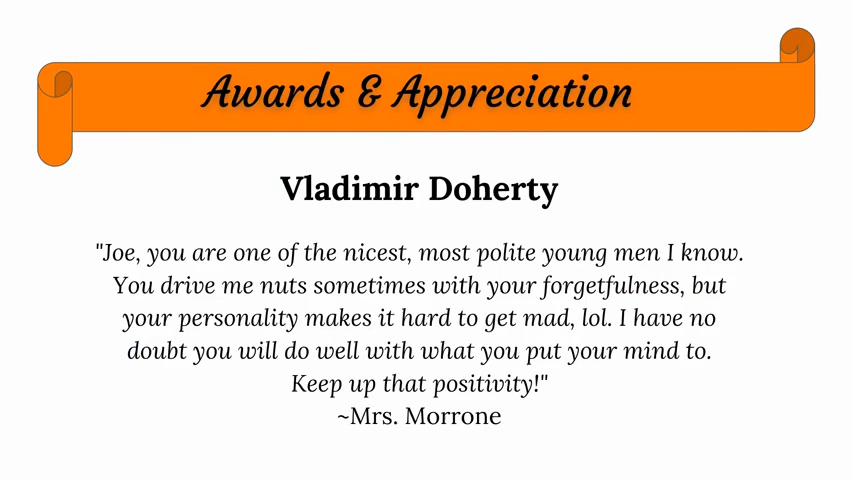 Awards & Appreciation
Vladimir Doherty
"Joe, you are one of the nicest, most polite young men I know.
You drive me nuts sometimes with your forgetfulness, but
your personality makes it hard to get mad, lol. I have no
doubt you will do well with what you put your mind to.
Keep up that positivity!"
~Mrs. Morrone